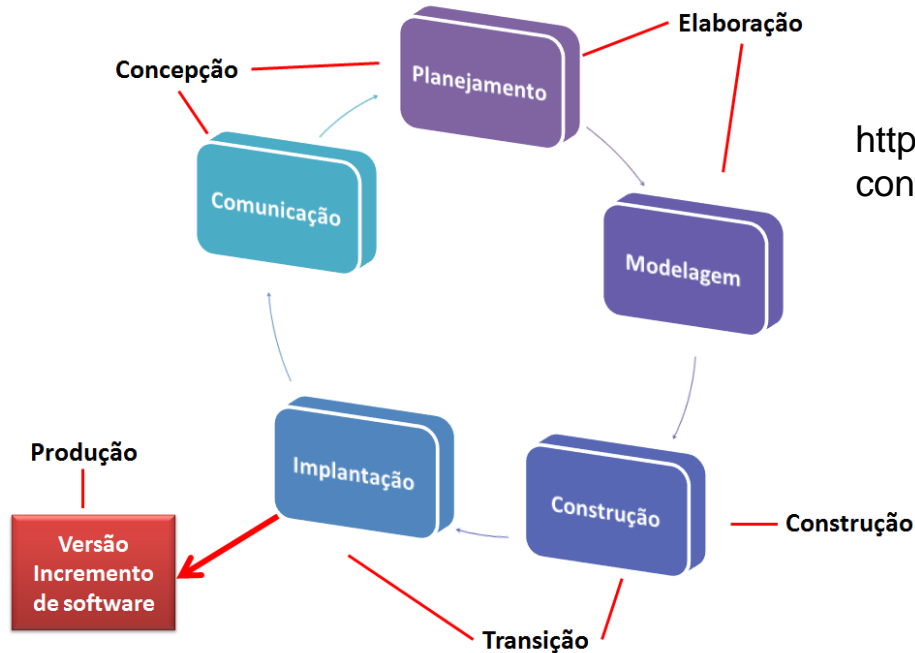 Elaboração
Concepção
Planejamento
http
con
Comunicação
Modelagem
Produção
Implantação
Construção
Construção
Versão
Incremento
de software
Transição